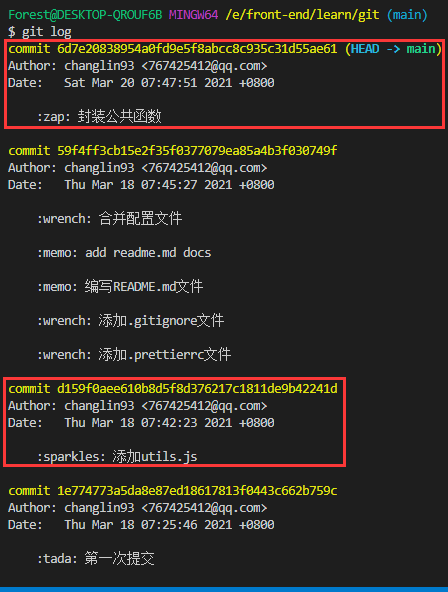 Forest@DESKTOP-QROUF6B MINGW64 /e/front-end/learn/git (main)
$ git log
commit 6d7e20838954a0fd9e5f8abcc8c935c31d55ae61 (HEAD -> main)
Author: changlin93 <767425412@qq.com>
Date:   Sat Mar 20 07:47:51 2021 +0800
:zap: 封装公共函数
commit 59f4ff3cb15e2f35f0377079ea85a4b3f030749f
Author: changlin93 <767425412@qq.com>
Date:   Thu Mar 18 07:45:27 2021 +0800
:wrench: 合并配置文件
:memo: add readme.md docs
:memo: 编写README.md文件
:wrench: 添加.gitignore文件
:wrench: 添加.prettierrc文件
commit d159f0aee610b8d5f8d376217c1811de9b42241d
Author: changlin93 <767425412@qq.com>
Date:   Thu Mar 18 07:42:23 2021 +0800
:sparkles: 添加utils.js
commit 1e774773a5da8e87ed18617813f0443c662b759c
Author: changlin93 <767425412@qq.com>
Date:   Thu Mar 18 07:25:46 2021 +0800
:tada: 第一次提交